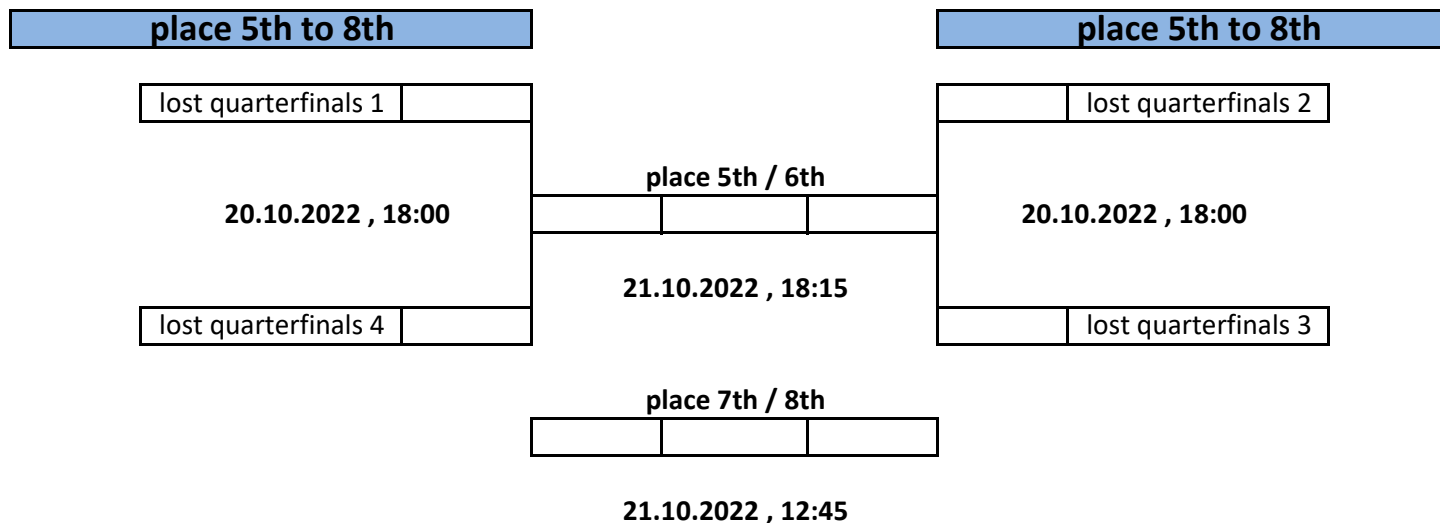 place 5th to 8th
place 5th to 8th
lost quarterfinals 1
lost quarterfinals 2
place 5th / 6th
20.10.2022 , 18:00
20.10.2022 , 18:00
21.10.2022 , 18:15
lost quarterfinals 4
lost quarterfinals 3
place 7th / 8th
21.10.2022 , 12:45